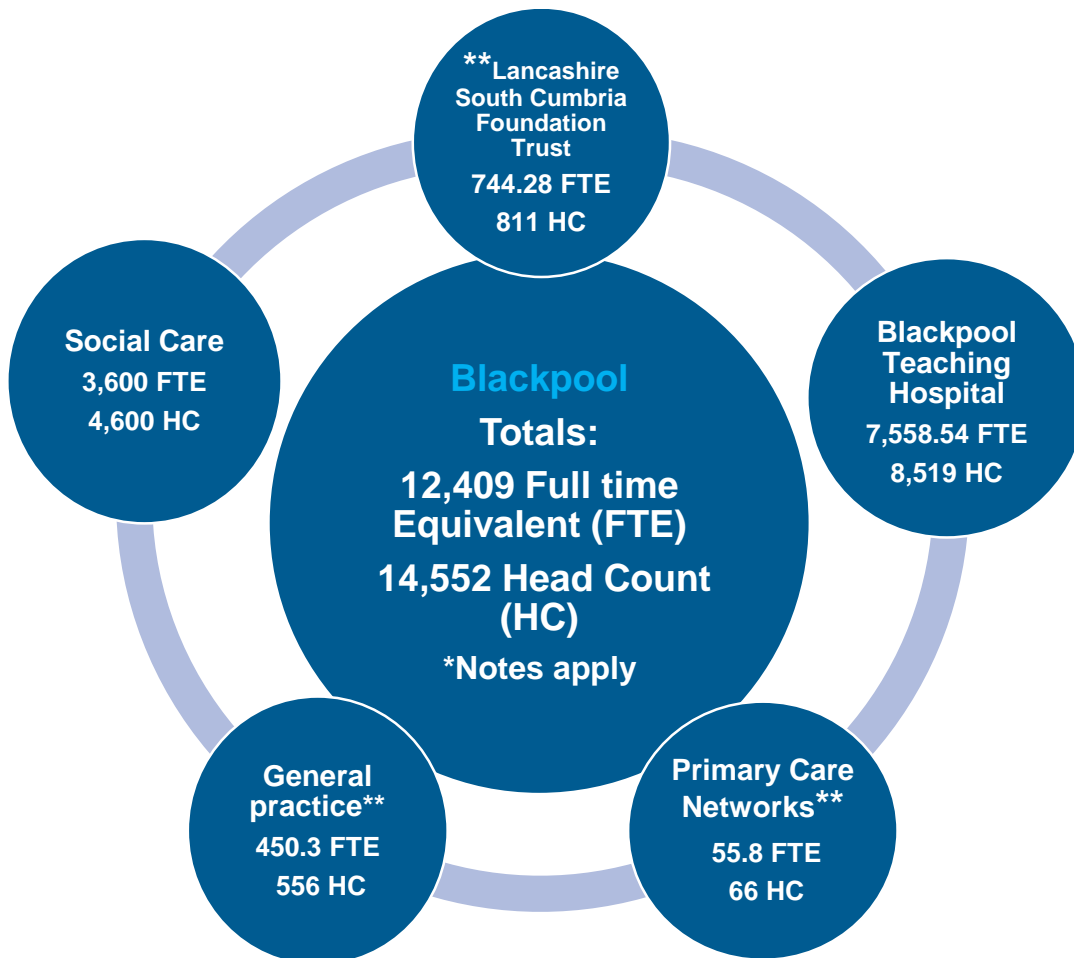 **Lancashire
South Cumbria
Foundation
Trust
744.28 FTE
811 HC
Blackpool
Teaching
Hospital
7,558.54 FTE
8,519 HC
Primary Care
Networks**
55.8 FTE
66 HC
General
practice**
450.3 FTE
556 HC
Social Care
3,600 FTE
4,600 HC
Blackpool
Totals:
12,409 Full time
Equivalent (FTE)
14,552 Head Count
(HC)
*Notes apply